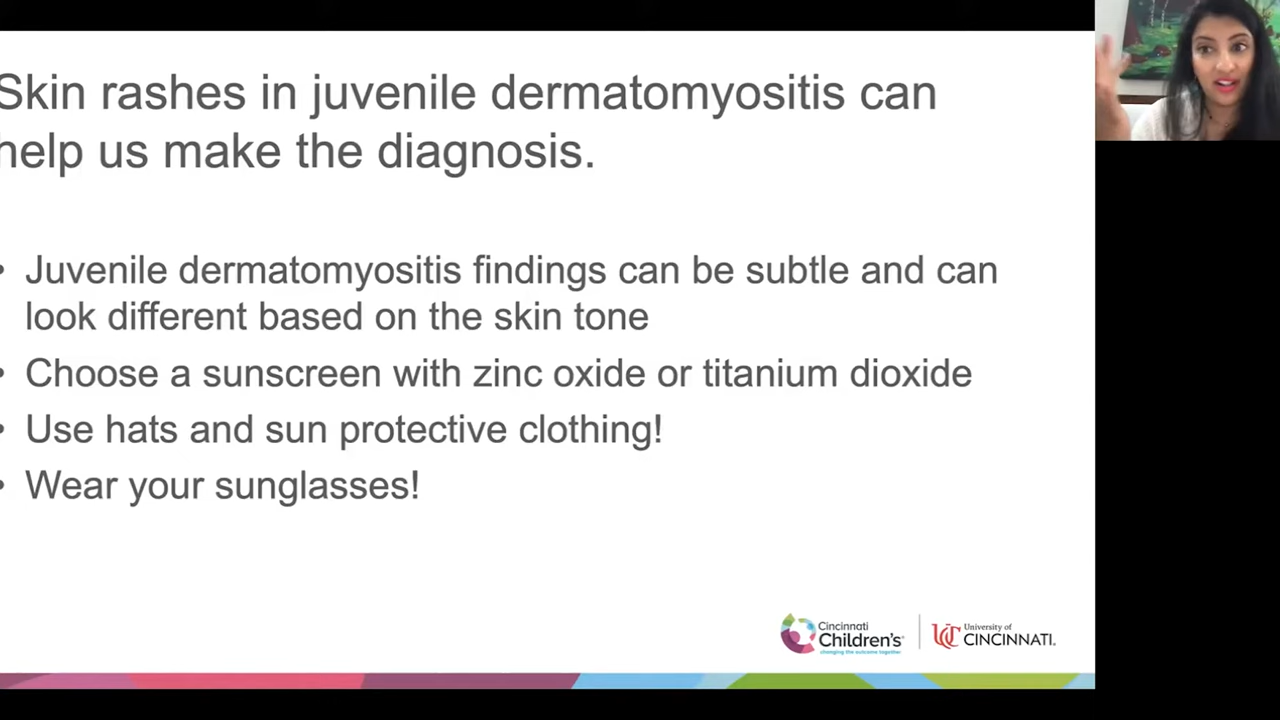 Skin rashes in juvenile dermatomyositis can
help us make the diagnosis.
• Juvenile dermatomyositis findings can be subtle and can
look different based on the skin tone
• Choose a sunscreen with zinc oxide or titanium dioxide
• Use hats and sun protective clothing!
• Wear your sunglasses!
Cincinnati
Children's
changing the outcome together
UC
University of
CINCINNATI.